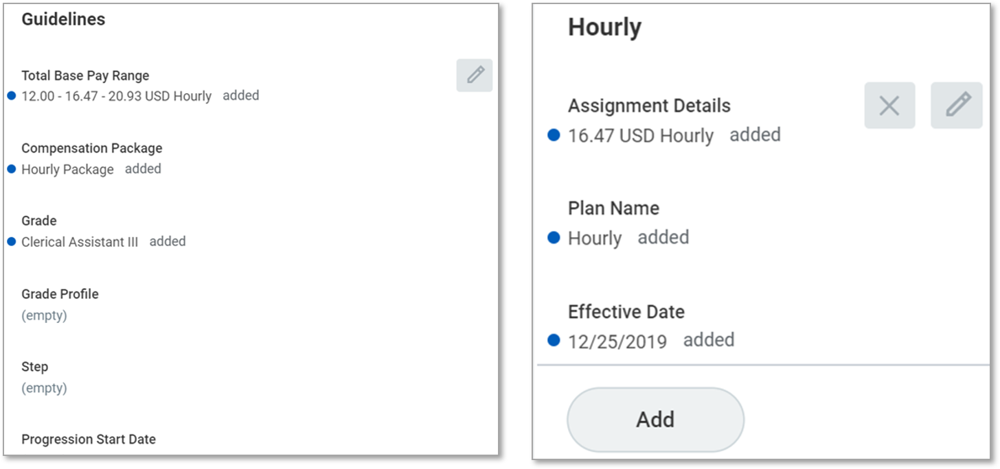 Guidelines
Total Base Pay Range
12.00 - 16.47 - 20.93 USD Hourly added
Compensation Package
Hourly Package added
Grade
Clerical Assistant III added
Grade Profile
(empty)
Step
(empty)
Progression Start Date
Hourly
Assignment Details
16.47 USD Hourly added
Plan Name
Hourly added
Effective Date
12/25/2019 added
Add